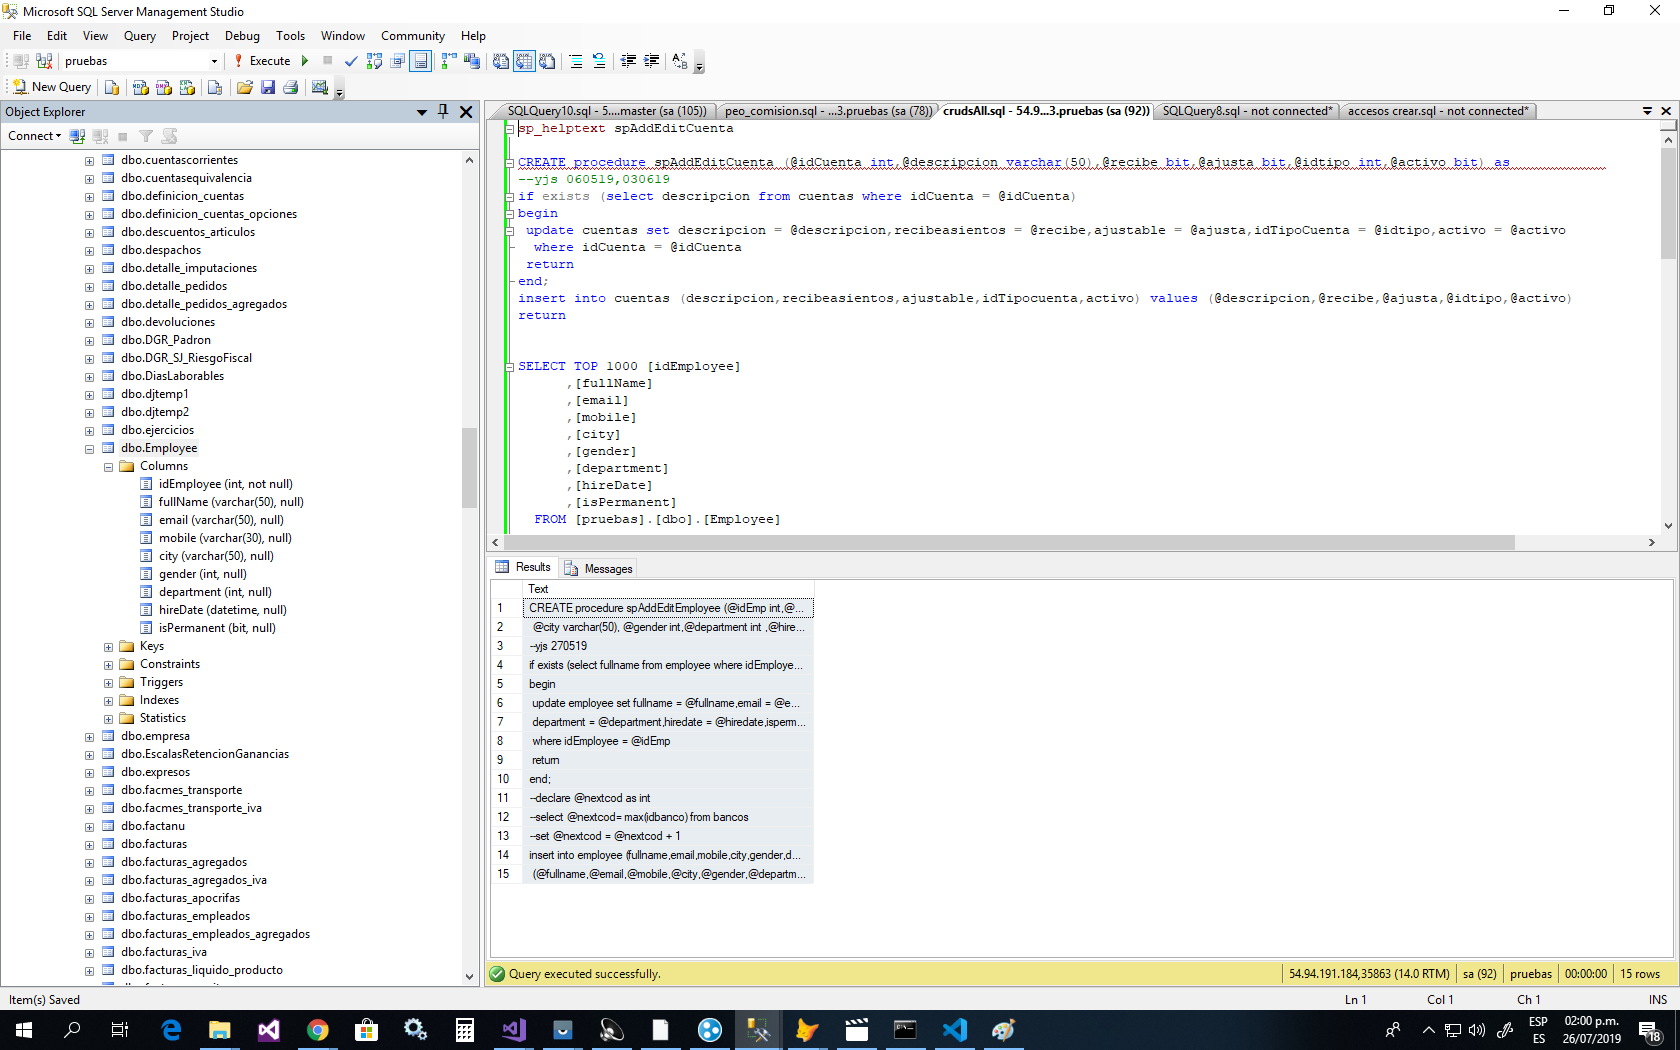 Microsoft SQL Server Management Studio
File Edit View Query Project Debug Tools Window Community Help
pruebas Execute
New Query
Object Explorer
Connect
dbo.cuentascorrientes
dbo.cuentasequivalencia
dbo.definicion_cuentas
dbo.definicion_cuentas_opciones
dbo.descuentos_articulos
dbo.despachos
dbo.detalle_imputaciones
dbo.detalle_pedidos
dbo.detalle_pedidos_agregados
dbo.devoluciones
dbo.DGR_Padron
dbo.DGR_SJ_RiesgoFiscal
dbo.DiasLaborables
dbo.djtemp1
dbo.djtemp2
dbo.ejercicios
dbo.Employee
Columns
idEmployee (int, not null)
fullName (varchar(50), null)
email (varchar(50), null)
mobile (varchar(30), null)
city (varchar(50), null)
gender (int, null)
department (int, null)
hireDate (datetime, null)
isPermanent (bit, null)
Keys
Constraints
Triggers
Indexes
Statistics
dbo.empresa
dbo.EscalasRetencionGanancias
dbo.expresos
dbo.facmes_transporte
dbo.facmes_transporte_iva
dbo.factanu
dbo.facturas
dbo.facturas_agregados
dbo.facturas_agregados_iva
dbo.facturas_apocrifas
dbo.facturas_empleados
dbo.facturas_empleados_agregados
dbo.facturas_iva
dbo.facturas_liquido_producto
SQLQuery10.sql - 5....master (sa (105)) peo_comision.sql - ...3.pruebas (sa (78)) crudsAll.sql - 54.9...3.pruebas (sa (92)) SQLQuery8.sql - not connected* accesos crear.sql - not connected*
sp_helptext spAddEditCuenta
CREATE procedure spAddEditCuenta (@idCuenta int,@descripcion varchar(50),@recibe bit,@ajusta bit,@idtipo int,@activo bit) as
--yjs 060519,030619
if exists (select descripcion from cuentas where idCuenta = @idCuenta)
begin
update cuentas set descripcion = @descripcion,recibeasientos = @recibe,ajustable = @ajusta,idTipoCuenta = @idtipo,activo = @activo
where idCuenta = @idCuenta
return
end;
insert into cuentas (descripcion,recibeasientos,ajustable,idTipocuenta,activo) values (@descripcion,@recibe,@ajusta,@idtipo,@activo)
return
SELECT TOP 1000 [idEmployee]
,[fullName]
,[email]
,[mobile]
,[city]
,[gender]
,[department]
,[hireDate]
,[isPermanent]
FROM [pruebas].[dbo].[Employee]
Results Messages
Text
1 CREATE procedure spAddEditEmployee (@idEmp int,@...
2 @city varchar(50), @gender int,@department int ,@hire...
3 --yjs 270519
4 if exists (select fullname from employee where idEmploye...
5 begin
6 update employee set fullname = @fullname,email = @e...
7 department = @department,hiredate = @hiredate,isperm...
8 where idEmployee = @idEmp
9 return
10 end;
11 --declare @nextcod as int
12 --select @nextcod= max(idbanco) from bancos
13 --set @nextcod = @nextcod + 1
14 insert into employee (fullname,email,mobile,city,gender,d...
15 (@fullname,@email,@mobile,@city,@gender,@departm...
Query executed successfully. 54.94.191.184,35863 (14.0 RTM) sa (92) pruebas 00:00:00 15 rows
Item(s) Saved Ln 1 Col 1 Ch 1 INS
ESP 02:00 p.m.
ES 26/07/2019 18